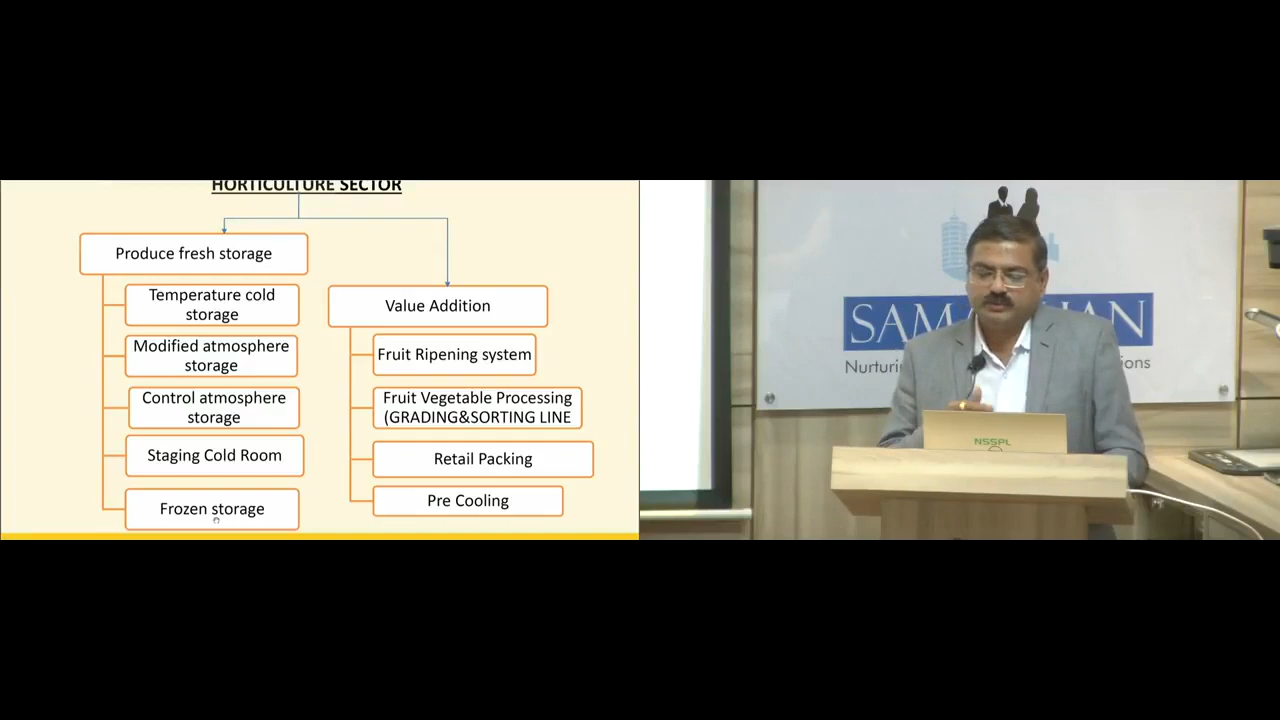 HORTICULTURE SECTOR
Produce fresh storage
Temperature cold
storage
Modified atmosphere
storage
Control atmosphere
storage
Staging Cold Room
Frozen storage
Value Addition
Fruit Ripening system
Fruit Vegetable Processing
(GRADING&SORTING LINE
Retail Packing
Pre Cooling
NSSPL